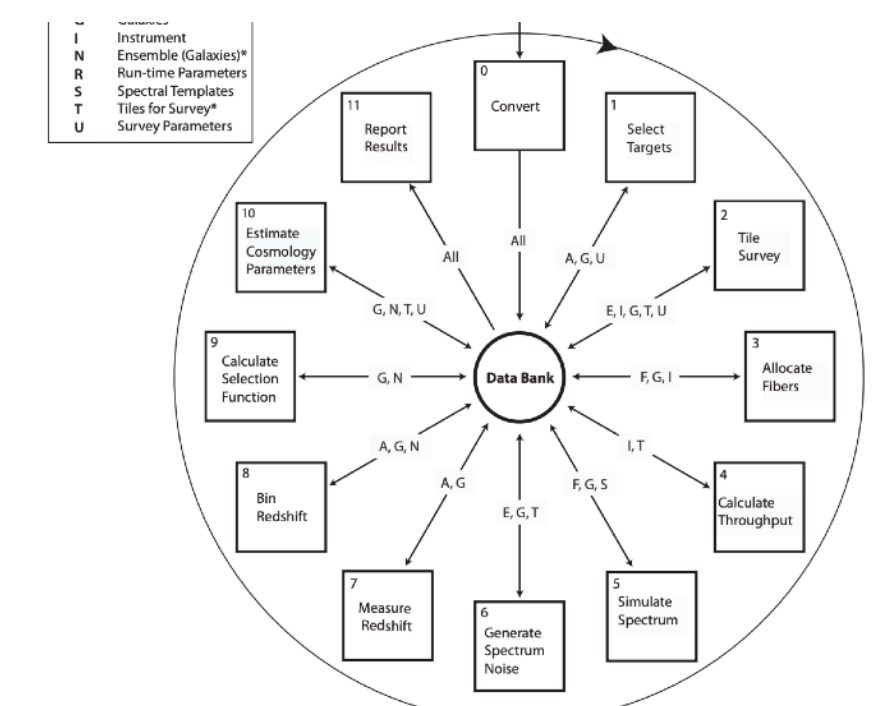 G Galaxies
I Instrument
N Ensemble (Galaxies)*
R Run-time Parameters
S Spectral Templates
T Tiles for Survey*
U Survey Parameters
0
Convert
11
Report
Results
1
Select
Targets
10
Estimate
Cosmology
Parameters
2
Tile
Survey
All
All
A, G, U
G, N, T, U
E, I, G, T, U
9
Calculate
Selection
Function
G, N
Data Bank
F, G, I
3
Allocate
Fibers
A, G, N
I, T
8
Bin
Redshift
A, G
E, G, T
F, G, S
4
Calculate
Throughput
7
Measure
Redshift
6
Generate
Spectrum
Noise
5
Simulate
Spectrum